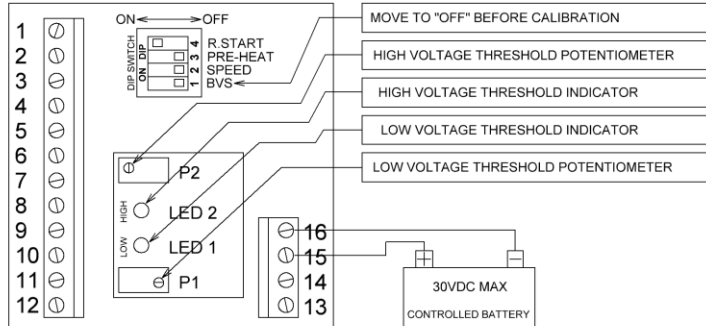 ON OFF
DIP SWITCH
ON DIP
4 R.START
3 PRE-HEAT
2 SPEED
1 BVS
MOVE TO "OFF" BEFORE CALIBRATION
HIGH VOLTAGE THRESHOLD POTENTIOMETER
HIGH VOLTAGE THRESHOLD INDICATOR
LOW VOLTAGE THRESHOLD INDICATOR
LOW VOLTAGE THRESHOLD POTENTIOMETER
1
2
3
4
5
6
7
8
9
10
11
12
P2
HIGH LED 2
LOW LED 1
P1
16
15
14
13
+ −
30VDC MAX
CONTROLLED BATTERY